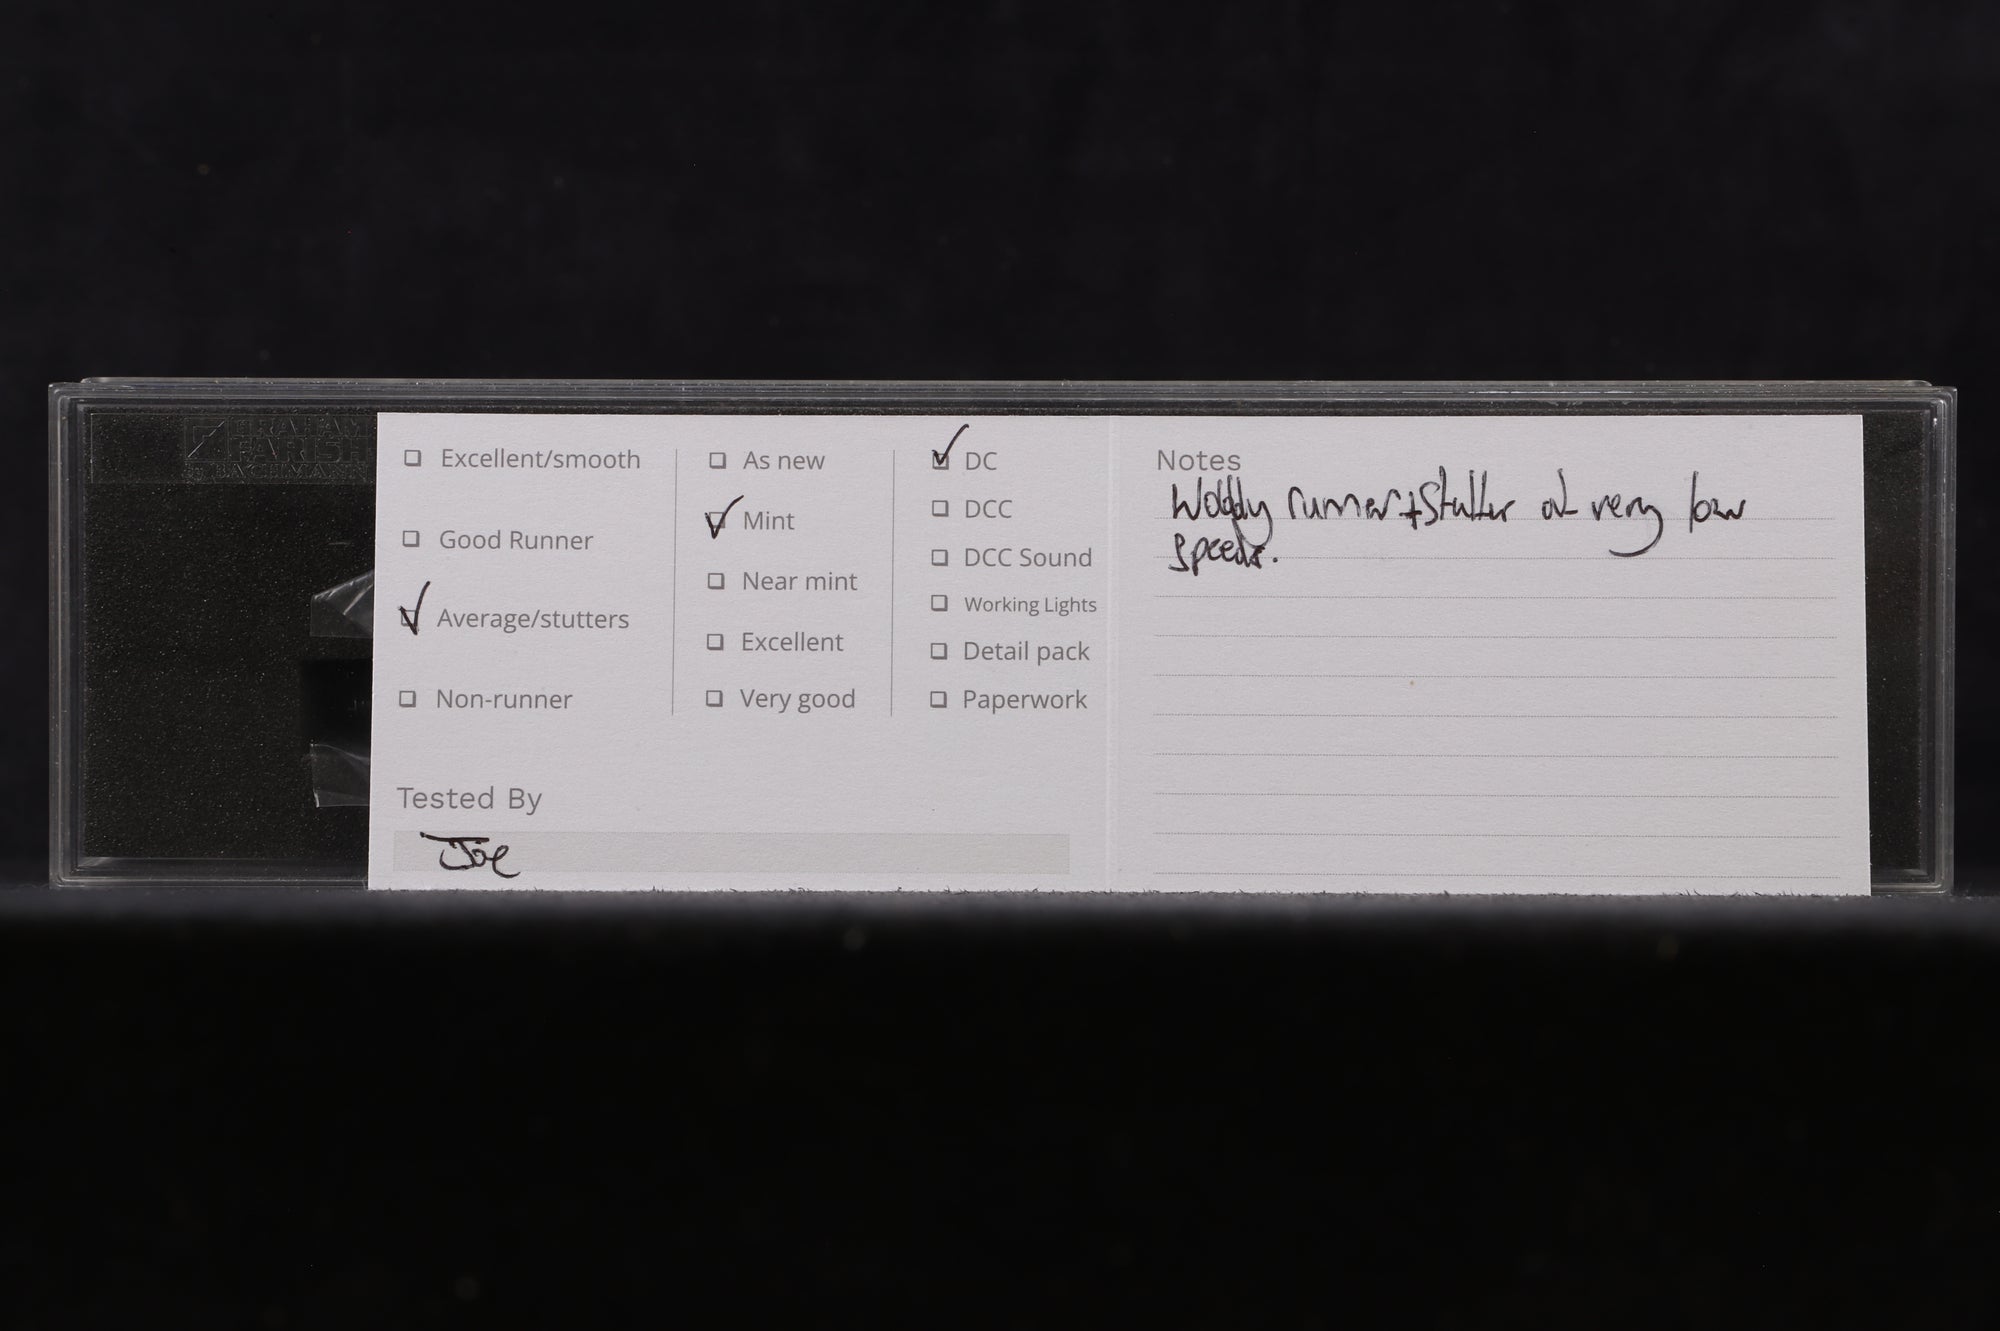 GRAHAM
FARISH
BY BACHMANN
Excellent/smooth
Good Runner
Average/stutters
Non-runner
As new
Mint
Near mint
Excellent
Very good
DC
DCC
DCC Sound
Working Lights
Detail pack
Paperwork
Tested By
Joe
Notes
Wobbly runner + Stutter at very low
speeds.